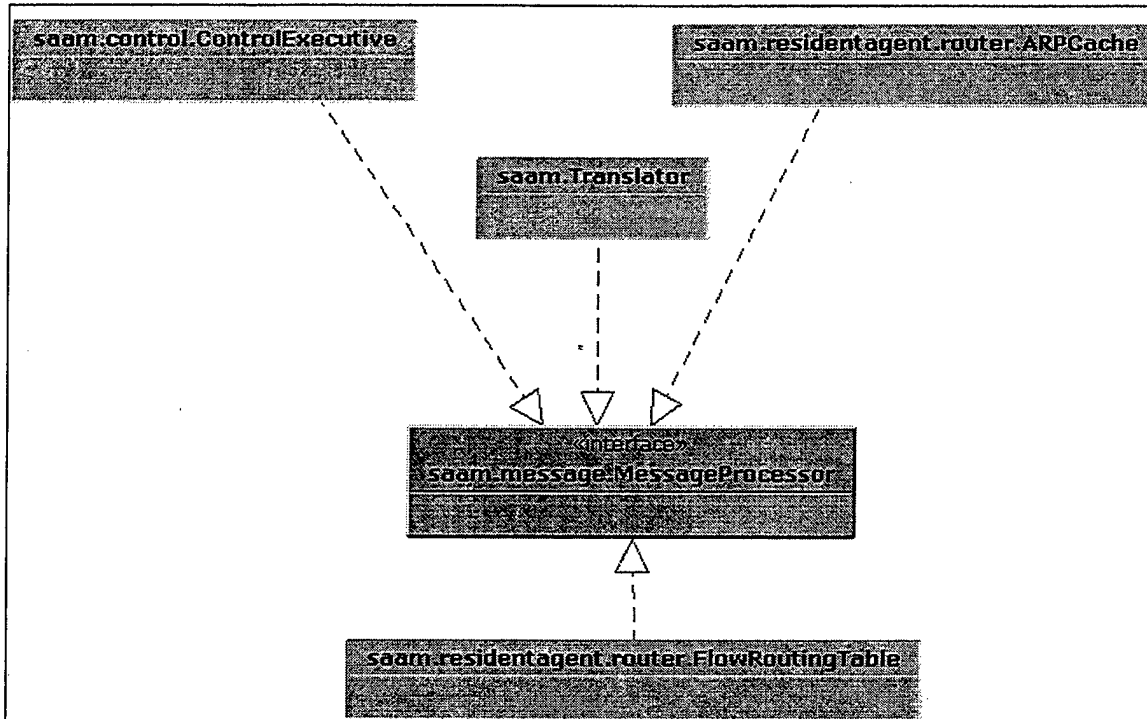 saam.control.ControlExecutive
saam.residentagent.router.ARPCache
saam.Translator
«interface»
saam.message.MessageProcessor
saam.residentagent.router.FlowRoutingTable